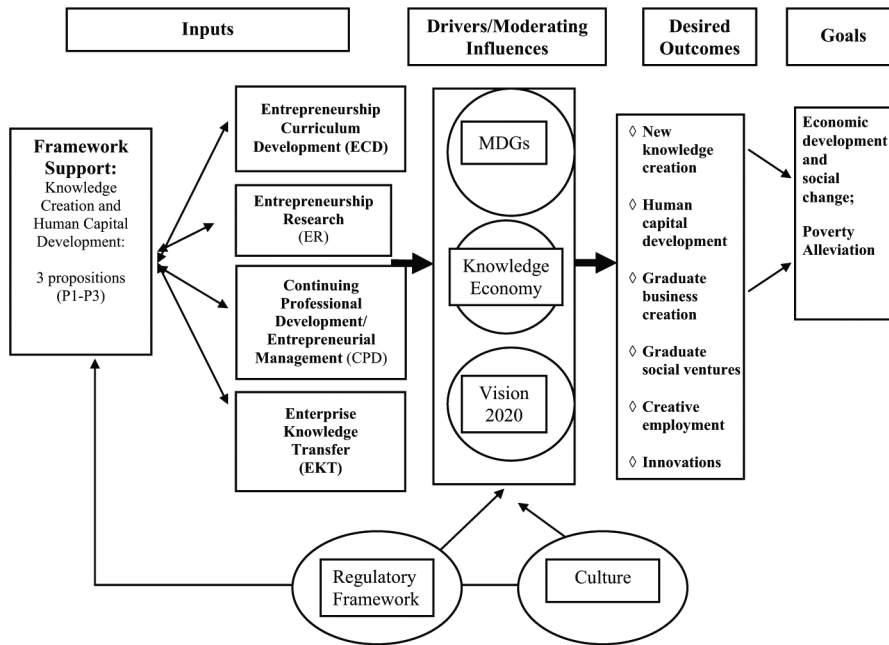 Inputs
Drivers/Moderating
Influences
Desired
Outcomes
Goals
Framework
Support:
Knowledge
Creation and
Human Capital
Development:
3 propositions
(P1-P3)
Entrepreneurship
Curriculum
Development (ECD)
Entrepreneurship
Research
(ER)
Continuing
Professional
Development/
Entrepreneurial
Management (CPD)
Enterprise
Knowledge
Transfer
(EKT)
MDGs
Knowledge
Economy
Vision
2020
◊ New
knowledge
creation
◊ Human
capital
development
◊ Graduate
business
creation
◊ Graduate
social ventures
◊ Creative
employment
◊ Innovations
Economic
development
and
social
change;
Poverty
Alleviation
Regulatory
Framework
Culture